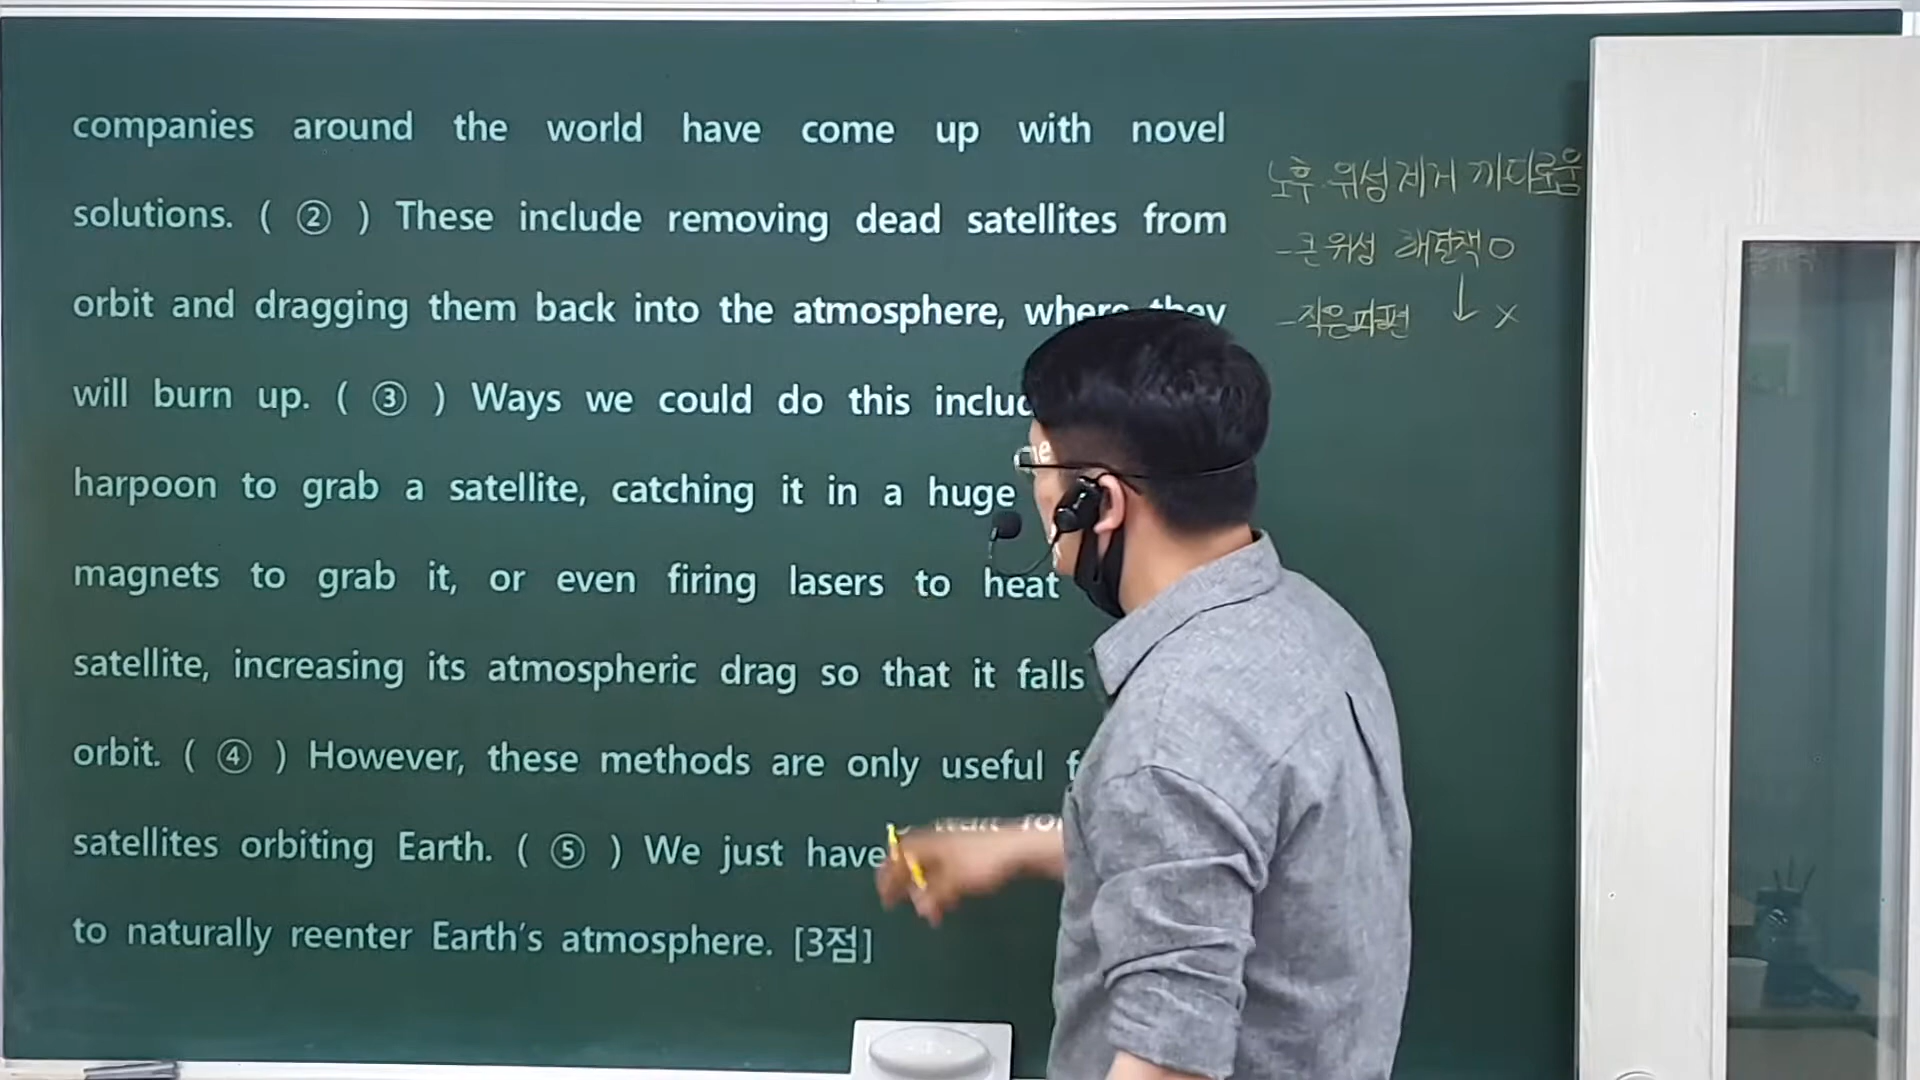 companies around the world have come up with novel
solutions. ( ② ) These include removing dead satellites from
orbit and dragging them back into the atmosphere, where they
will burn up. ( ③ ) Ways we could do this
harpoon to grab a satellite, catching it in a huge
magnets to grab it, or even firing lasers to heat
satellite, increasing its atmospheric drag so that it falls
orbit. ( ④ ) However, these methods are only useful
satellites orbiting Earth. ( ⑤ ) We just have wait for
to naturally reenter Earth's atmosphere. [3점]
노후 위성 제거 까다로움
-큰 위성 해결책 O
-작은 파편 ↓ X